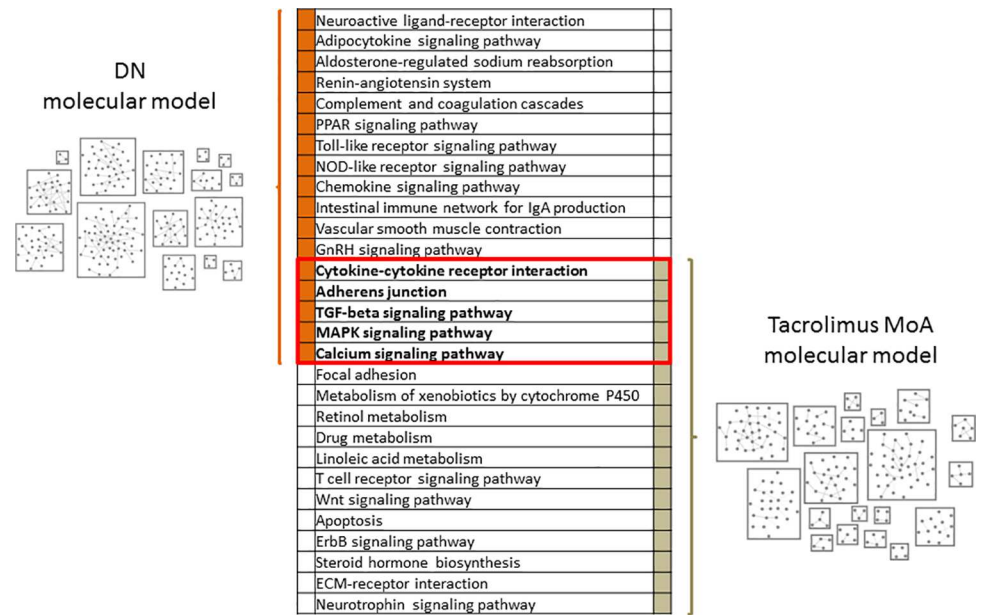 DN
molecular model
Neuroactive ligand-receptor interaction
Adipocytokine signaling pathway
Aldosterone-regulated sodium reabsorption
Renin-angiotensin system
Complement and coagulation cascades
PPAR signaling pathway
Toll-like receptor signaling pathway
NOD-like receptor signaling pathway
Chemokine signaling pathway
Intestinal immune network for IgA production
Vascular smooth muscle contraction
GnRH signaling pathway
Cytokine-cytokine receptor interaction
Adherens junction
TGF-beta signaling pathway
MAPK signaling pathway
Calcium signaling pathway
Focal adhesion
Metabolism of xenobiotics by cytochrome P450
Retinol metabolism
Drug metabolism
Linoleic acid metabolism
T cell receptor signaling pathway
Wnt signaling pathway
Apoptosis
ErbB signaling pathway
Steroid hormone biosynthesis
ECM-receptor interaction
Neurotrophin signaling pathway
Tacrolimus MoA
molecular model